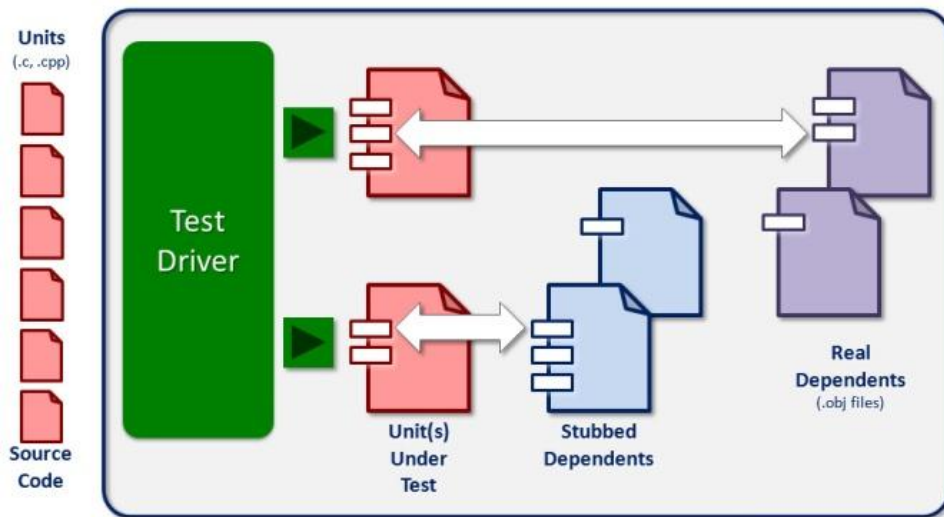 Units
(.c, .cpp)
Source
Code
Test
Driver
Unit(s)
Under
Test
Stubbed
Dependents
Real
Dependents
(.obj files)